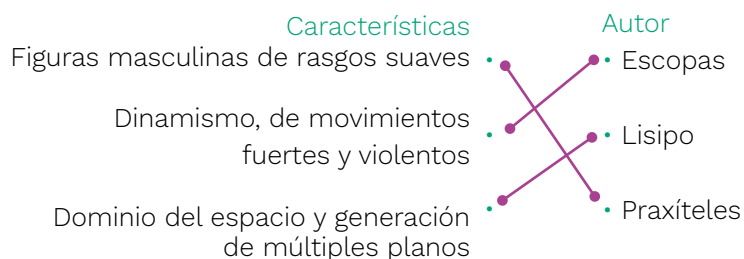 Características
Autor
Figuras masculinas de rasgos suaves
Escopas
Dinamismo, de movimientos
fuertes y violentos
Lisipo
Dominio del espacio y generación
de múltiples planos
Praxíteles